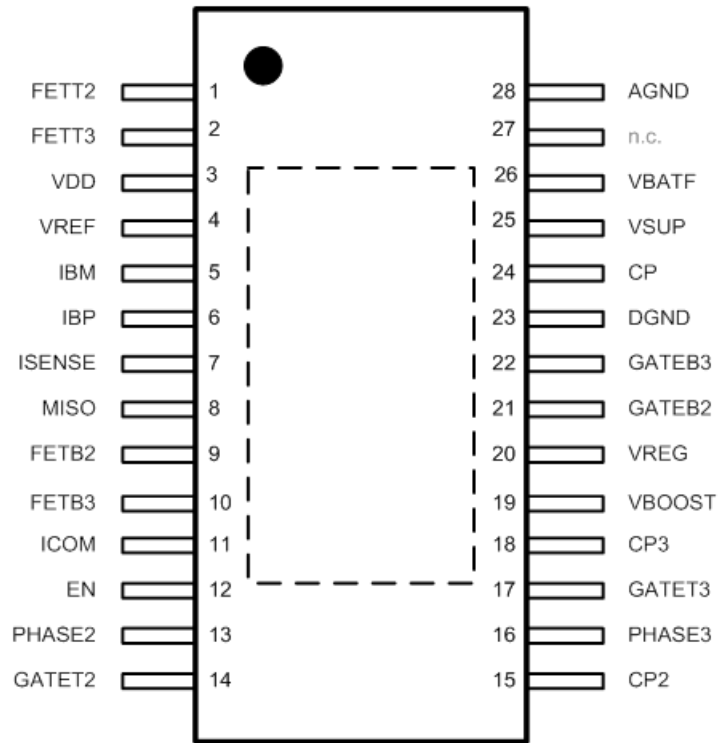 FETT2 1 28 AGND
FETT3 2 27 n.c.
VDD 3 26 VBATF
VREF 4 25 VSUP
IBM 5 24 CP
IBP 6 23 DGND
ISENSE 7 22 GATEB3
MISO 8 21 GATEB2
FETB2 9 20 VREG
FETB3 10 19 VBOOST
ICOM 11 18 CP3
EN 12 17 GATET3
PHASE2 13 16 PHASE3
GATET2 14 15 CP2